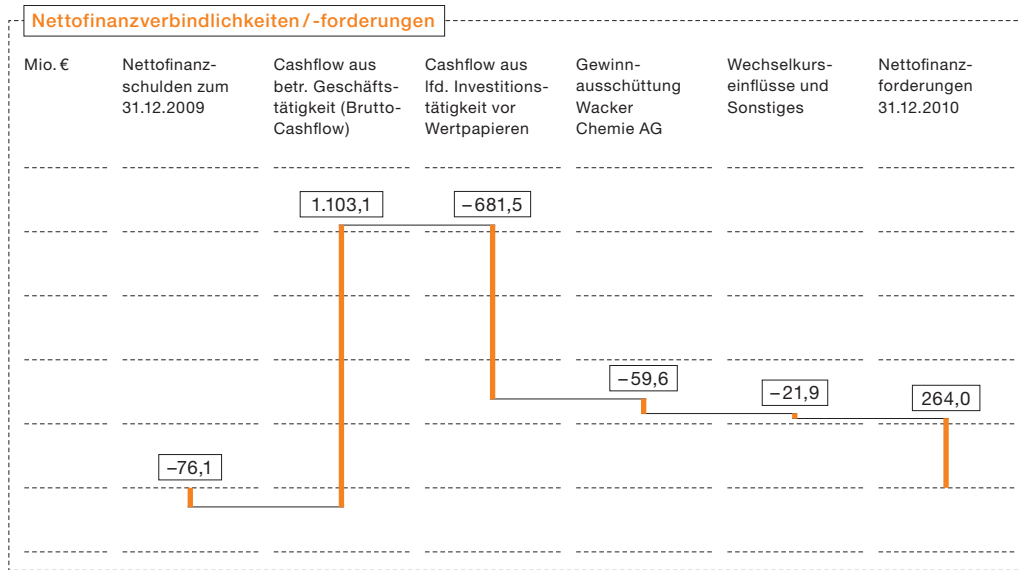 Nettofinanzverbindlichkeiten / -forderungen
Mio. €
Nettofinanz-
schulden zum
31.12.2009
Cashflow aus
betr. Geschäfts-
tätigkeit (Brutto-
Cashflow)
Cashflow aus
lfd. Investitions-
tätigkeit vor
Wertpapieren
Gewinn-
ausschüttung
Wacker
Chemie AG
Wechselkurs-
einflüsse und
Sonstiges
Nettofinanz-
forderungen
31.12.2010
1.103,1
–681,5
–59,6
–21,9
264,0
–76,1